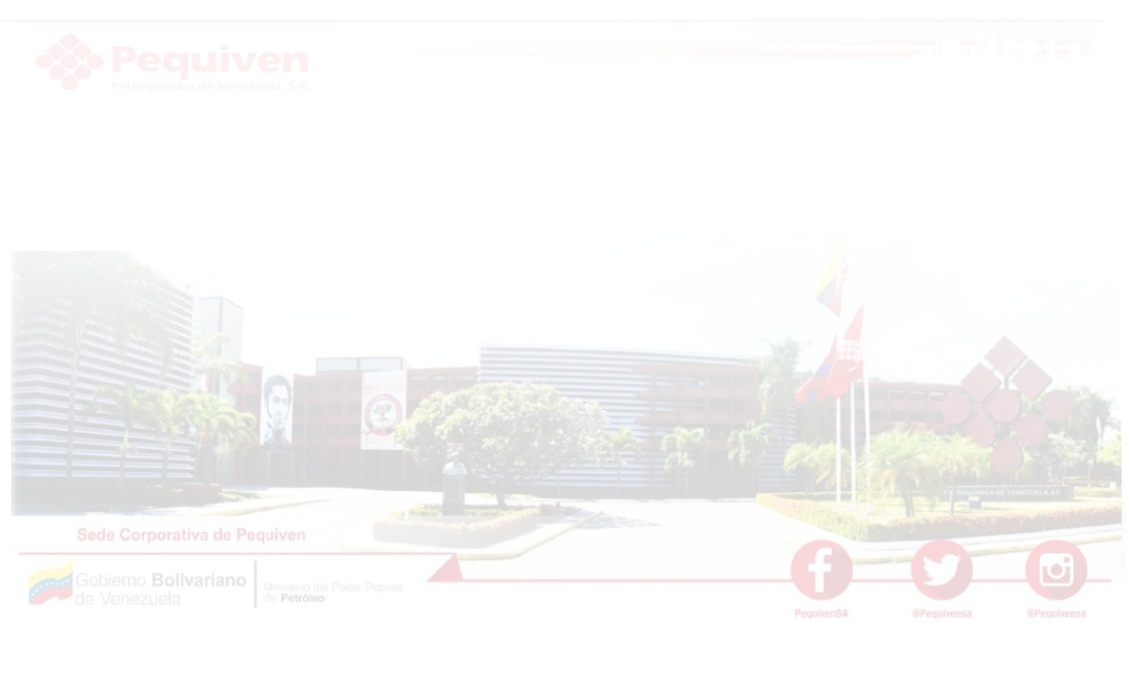 Pequiven
Petroquímica de Venezuela, S.A.
Sede Corporativa de Pequiven
Gobierno Bolivariano
de Venezuela
Ministerio del Poder Popular
de Petróleo
PequivenSA
@Pequivensa
@Pequivensa